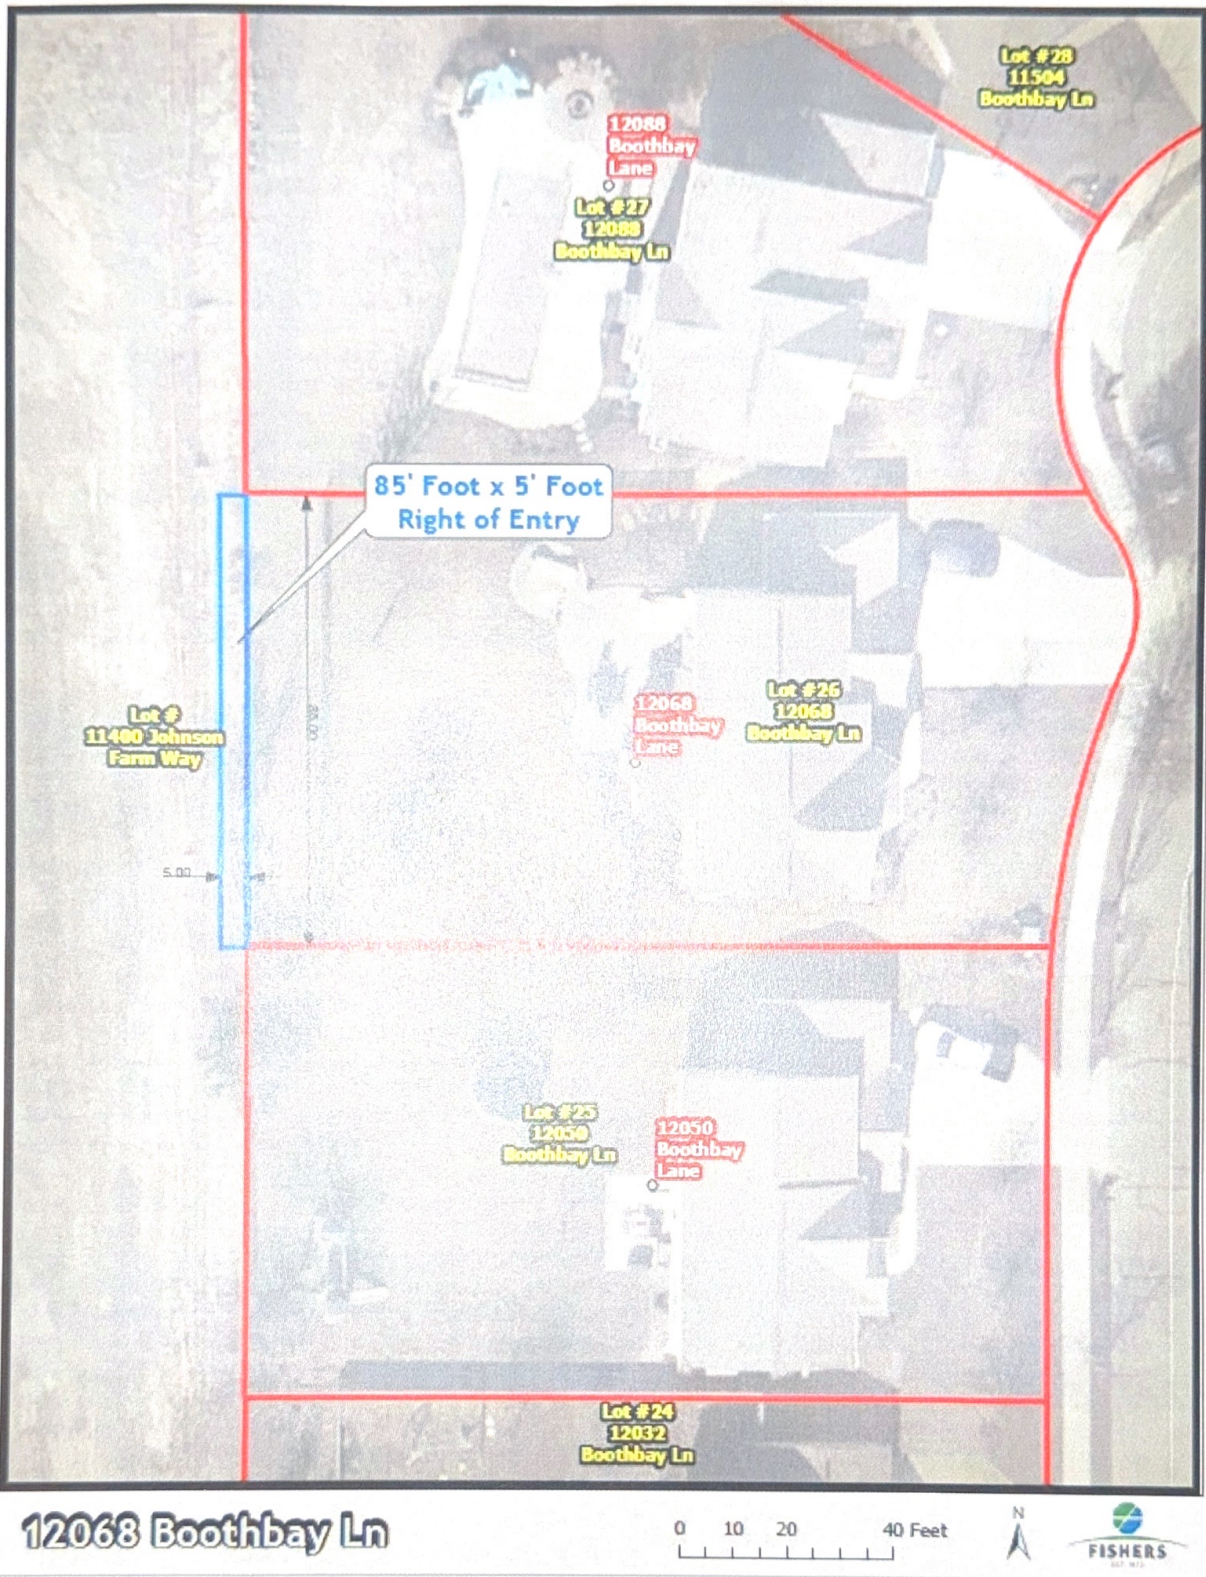 Lot #28
11504
Boothbay Ln
12088
Boothbay
Lane
Lot #27
12088
Boothbay Ln
85' Foot x 5' Foot
Right of Entry
12068
Boothbay
Lane
Lot #26
12068
Boothbay Ln
Lot #
11400 Johnson
Farm Way
85.00
5.00
Lot #25
12050
Boothbay Ln
12050
Boothbay
Lane
Lot #24
12032
Boothbay Ln
12068 Boothbay Ln
0 10 20 40 Feet
N
FISHERS